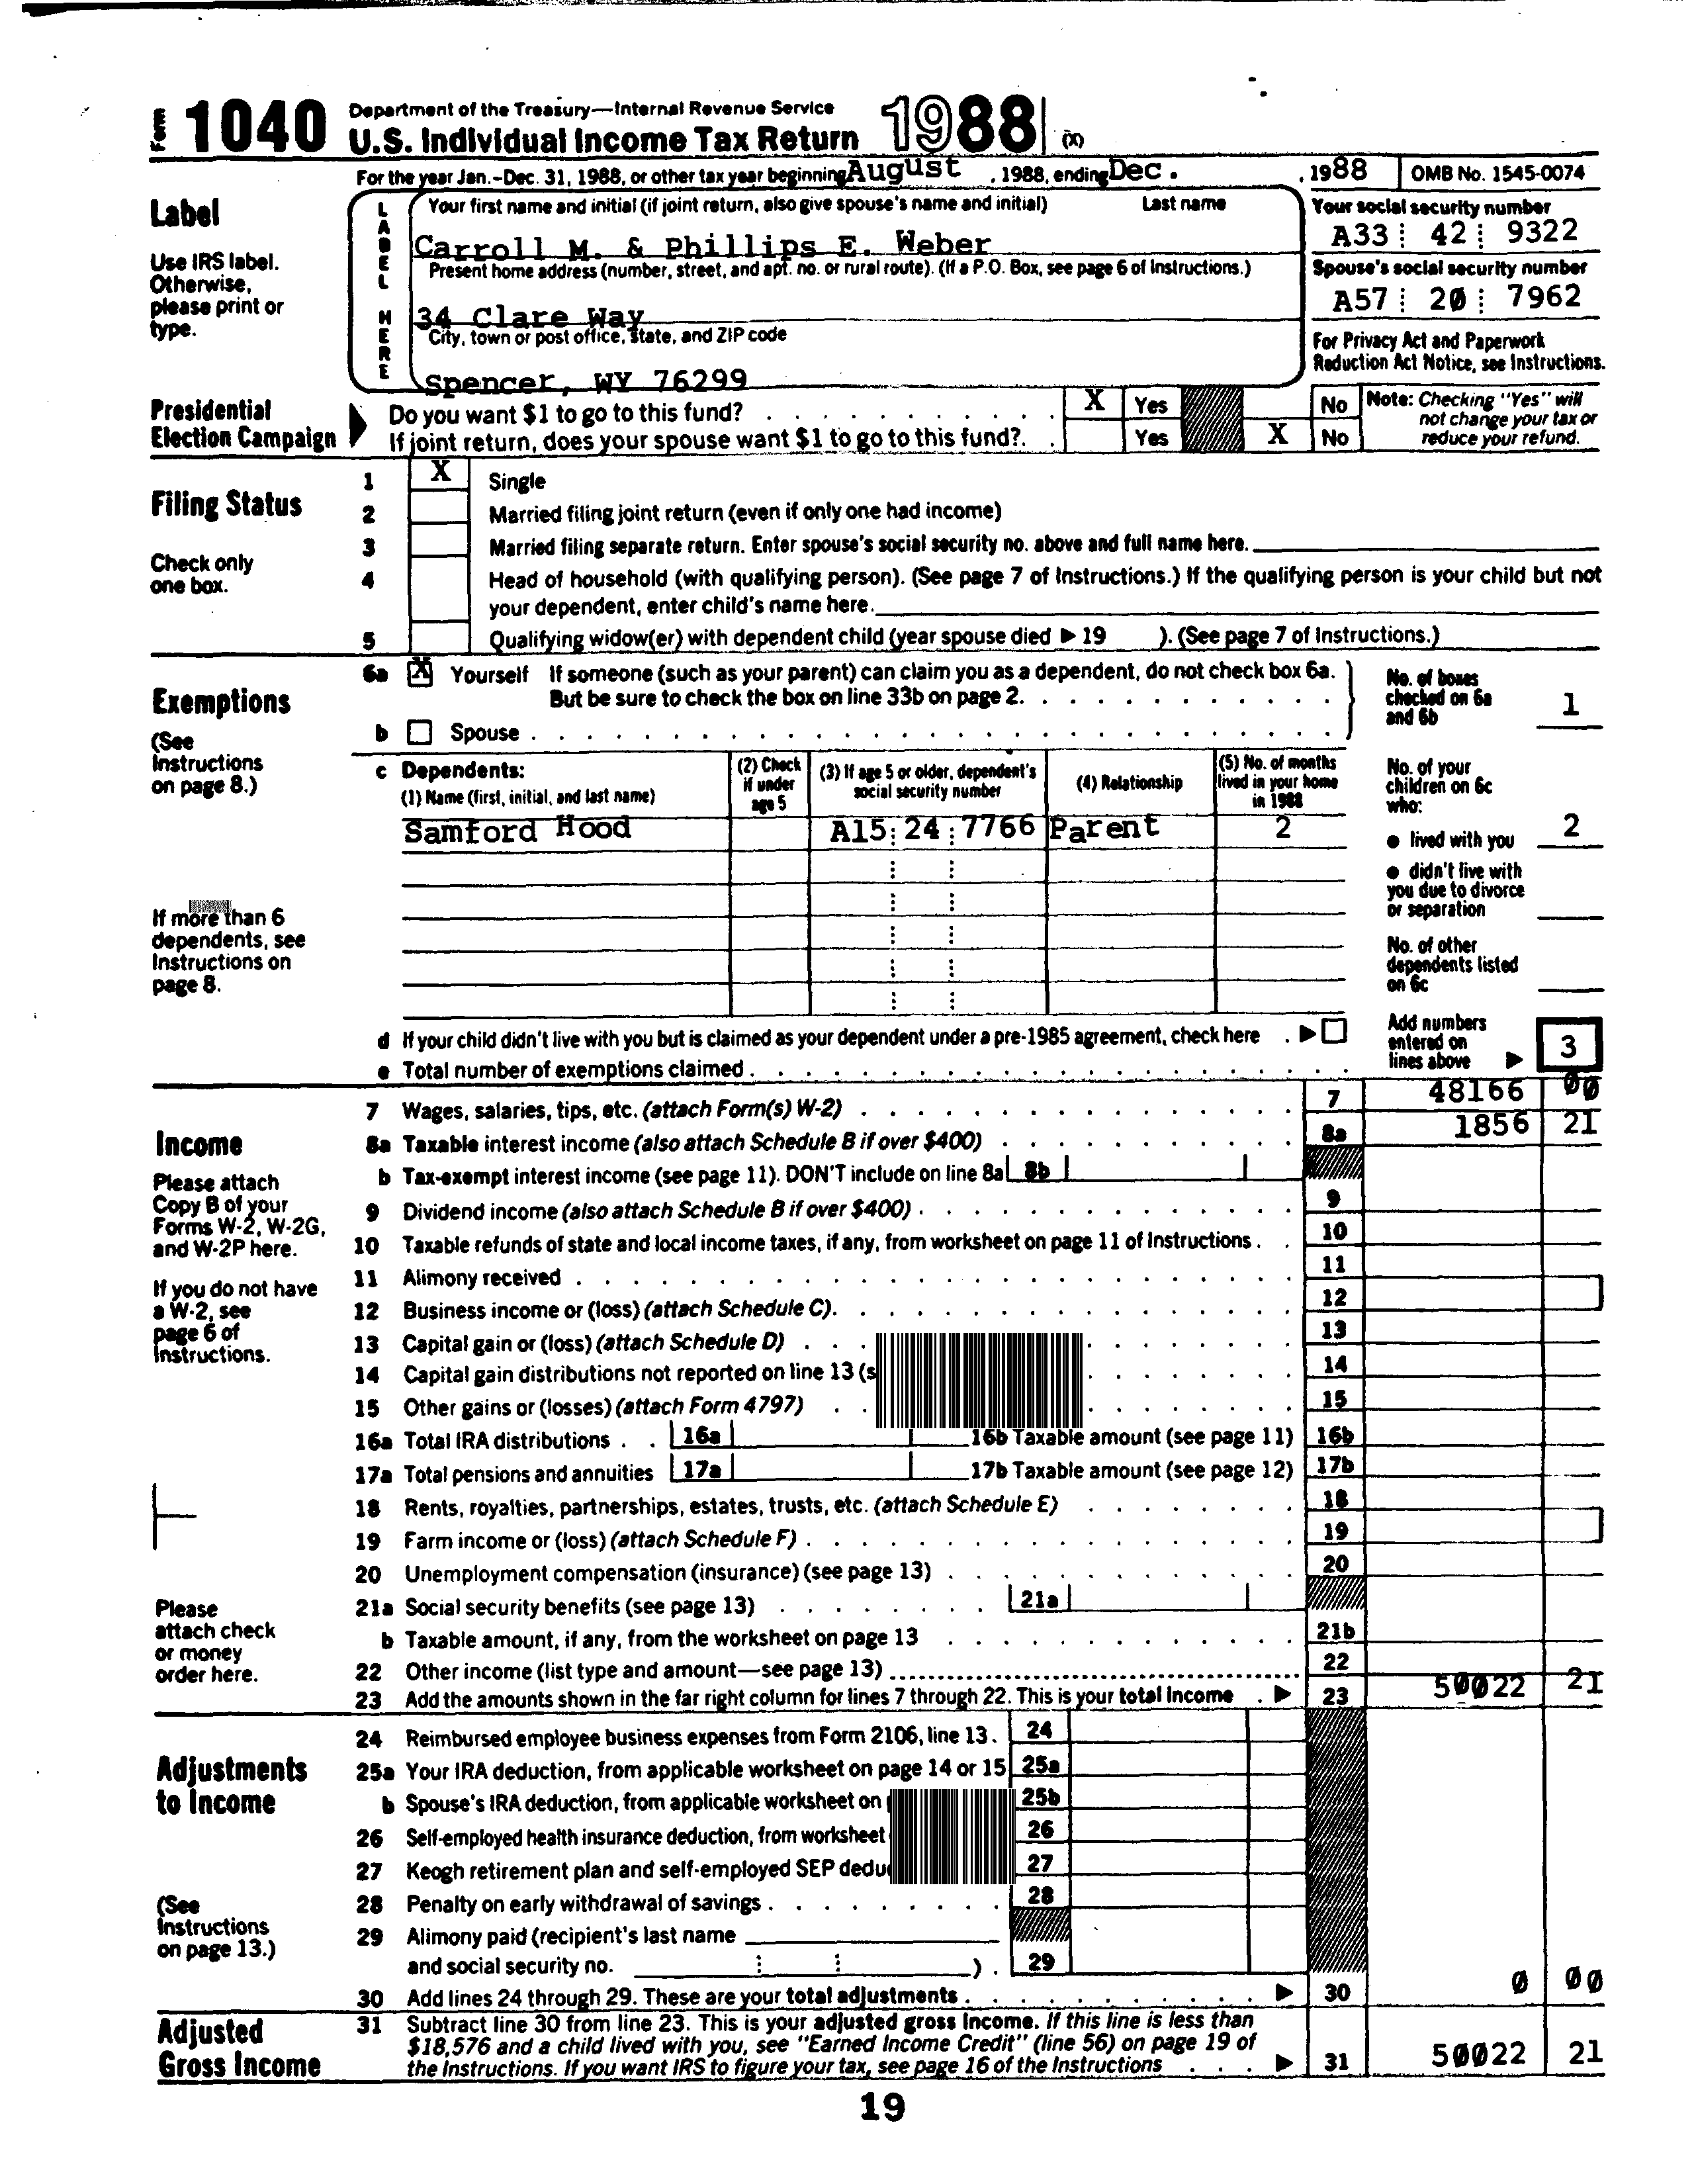 Form 1040 Department of the Treasury—Internal Revenue Service
U.S. Individual Income Tax Return 1988 (X)
For the year Jan.-Dec. 31, 1988, or other tax year beginning August , 1988, ending Dec. , 1988 OMB No. 1545-0074
Label
Use IRS label.
Otherwise,
please print or
type.
LABEL HERE
Your first name and initial (if joint return, also give spouse's name and initial) Last name
Carroll M. & Phillips E. Weber
Present home address (number, street, and apt. no. or rural route). (If a P.O. Box, see page 6 of Instructions.)
34 Clare Way
City, town or post office, state, and ZIP code
Spencer, WY 76299
Your social security number
A33 42 9322
Spouse's social security number
A57 20 7962
For Privacy Act and Paperwork
Reduction Act Notice, see Instructions.
Presidential
Election Campaign
Do you want $1 to go to this fund? . . . . . . . . . . X Yes No
If joint return, does your spouse want $1 to go to this fund?. . Yes X No
Note: Checking "Yes" will
not change your tax or
reduce your refund.
Filing Status
Check only
one box.
1 X Single
2 Married filing joint return (even if only one had income)
3 Married filing separate return. Enter spouse's social security no. above and full name here.
4 Head of household (with qualifying person). (See page 7 of Instructions.) If the qualifying person is your child but not
your dependent, enter child's name here.
5 Qualifying widow(er) with dependent child (year spouse died ▶ 19 ). (See page 7 of Instructions.)
Exemptions
(See
Instructions
on page 8.)
If more than 6
dependents, see
Instructions on
page 8.
6a X Yourself If someone (such as your parent) can claim you as a dependent, do not check box 6a.
But be sure to check the box on line 33b on page 2. . . . . . . . . . . .
b Spouse . . . . . . . . . . . . . . . . . . . . . . . . . . . .
No. of boxes
checked on 6a
and 6b 1
c Dependents:
(1) Name (first, initial, and last name)
(2) Check
if under
age 5
(3) If age 5 or older, dependent's
social security number
(4) Relationship
(5) No. of months
lived in your home
in 1988
Samford Hood A15 24 7766 Parent 2
No. of your
children on 6c
who:
● lived with you 2
● didn't live with
you due to divorce
or separation
No. of other
dependents listed
on 6c
d If your child didn't live with you but is claimed as your dependent under a pre-1985 agreement, check here . ▶
e Total number of exemptions claimed . . . . . . . . . . . . . . . . . . . .
Add numbers
entered on
lines above ▶ 3
Income
Please attach
Copy B of your
Forms W-2, W-2G,
and W-2P here.
If you do not have
a W-2, see
page 6 of
Instructions.
Please
attach check
or money
order here.
7 Wages, salaries, tips, etc. (attach Form(s) W-2) . . . . . . . . . . . . . . 7 48166 00
8a Taxable interest income (also attach Schedule B if over $400) . . . . . . . . . 8a 1856 21
b Tax-exempt interest income (see page 11). DON'T include on line 8a 8b
9 Dividend income (also attach Schedule B if over $400) . . . . . . . . . . . . 9
10 Taxable refunds of state and local income taxes, if any, from worksheet on page 11 of Instructions . . 10
11 Alimony received . . . . . . . . . . . . . . . . . . . . . . 11
12 Business income or (loss) (attach Schedule C). . . . . . . . . . . . . . 12
13 Capital gain or (loss) (attach Schedule D) . . . . . . . . . . 13
14 Capital gain distributions not reported on line 13 (s . . . . . . . 14
15 Other gains or (losses) (attach Form 4797) . . . . . . . . . 15
16a Total IRA distributions . . 16a 16b Taxable amount (see page 11) 16b
17a Total pensions and annuities 17a 17b Taxable amount (see page 12) 17b
18 Rents, royalties, partnerships, estates, trusts, etc. (attach Schedule E) . . . . . . . . 18
19 Farm income or (loss) (attach Schedule F) . . . . . . . . . . . . . . . 19
20 Unemployment compensation (insurance) (see page 13) . . . . . . . . . . . 20
21a Social security benefits (see page 13) . . . . . . . . 21a
b Taxable amount, if any, from the worksheet on page 13 . . . . . . . . . . . 21b
22 Other income (list type and amount—see page 13) ........................ 22
23 Add the amounts shown in the far right column for lines 7 through 22. This is your total income . ▶ 23 50022 21
Adjustments
to Income
(See
Instructions
on page 13.)
24 Reimbursed employee business expenses from Form 2106, line 13 . 24
25a Your IRA deduction, from applicable worksheet on page 14 or 15 25a
b Spouse's IRA deduction, from applicable worksheet on 25b
26 Self-employed health insurance deduction, from worksheet 26
27 Keogh retirement plan and self-employed SEP dedu 27
28 Penalty on early withdrawal of savings . . . . . . . . 28
29 Alimony paid (recipient's last name
and social security no. ) . 29
30 Add lines 24 through 29. These are your total adjustments . . . . . . . . . . ▶ 30 0 00
Adjusted
Gross Income
31 Subtract line 30 from line 23. This is your adjusted gross income. If this line is less than
$18,576 and a child lived with you, see "Earned Income Credit" (line 56) on page 19 of
the Instructions. If you want IRS to figure your tax, see page 16 of the Instructions . . . ▶ 31 50022 21
19